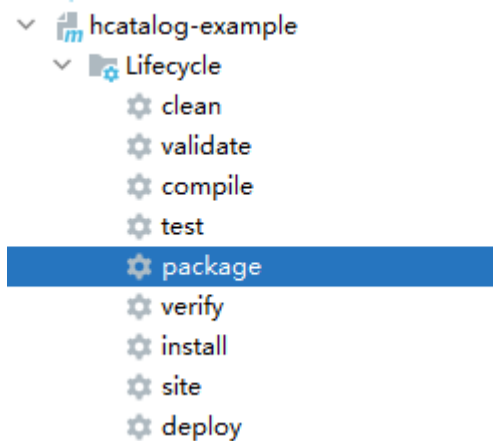 hcatalog-example
Lifecycle
clean
validate
compile
test
package
verify
install
site
deploy